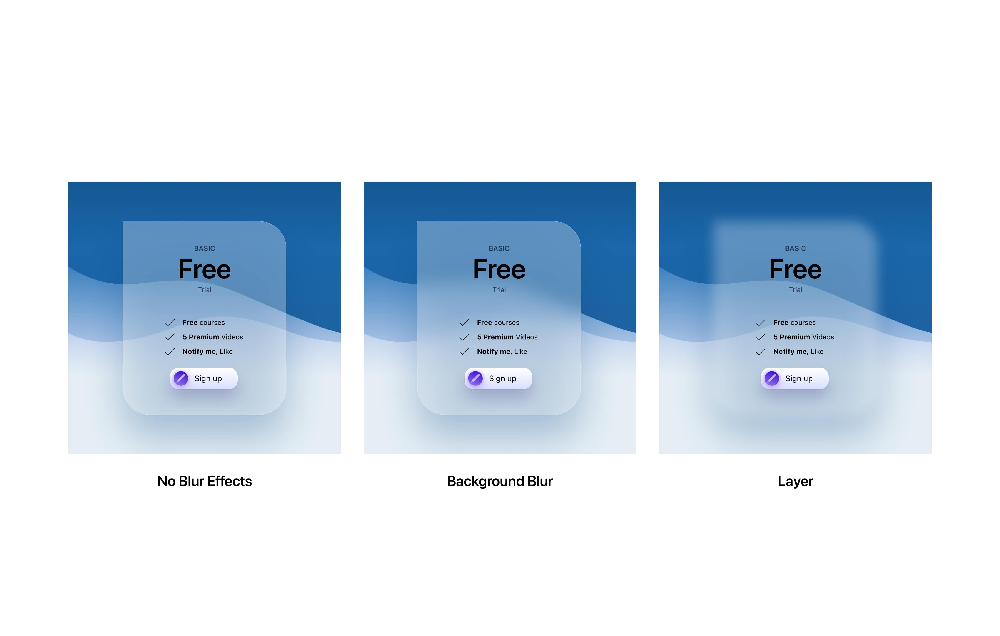 BASIC
Free
Trial
Free courses
5 Premium Videos
Notify me, Like
Sign up
No Blur Effects
BASIC
Free
Trial
Free courses
5 Premium Videos
Notify me, Like
Sign up
Background Blur
BASIC
Free
Trial
Free courses
5 Premium Videos
Notify me, Like
Sign up
Layer